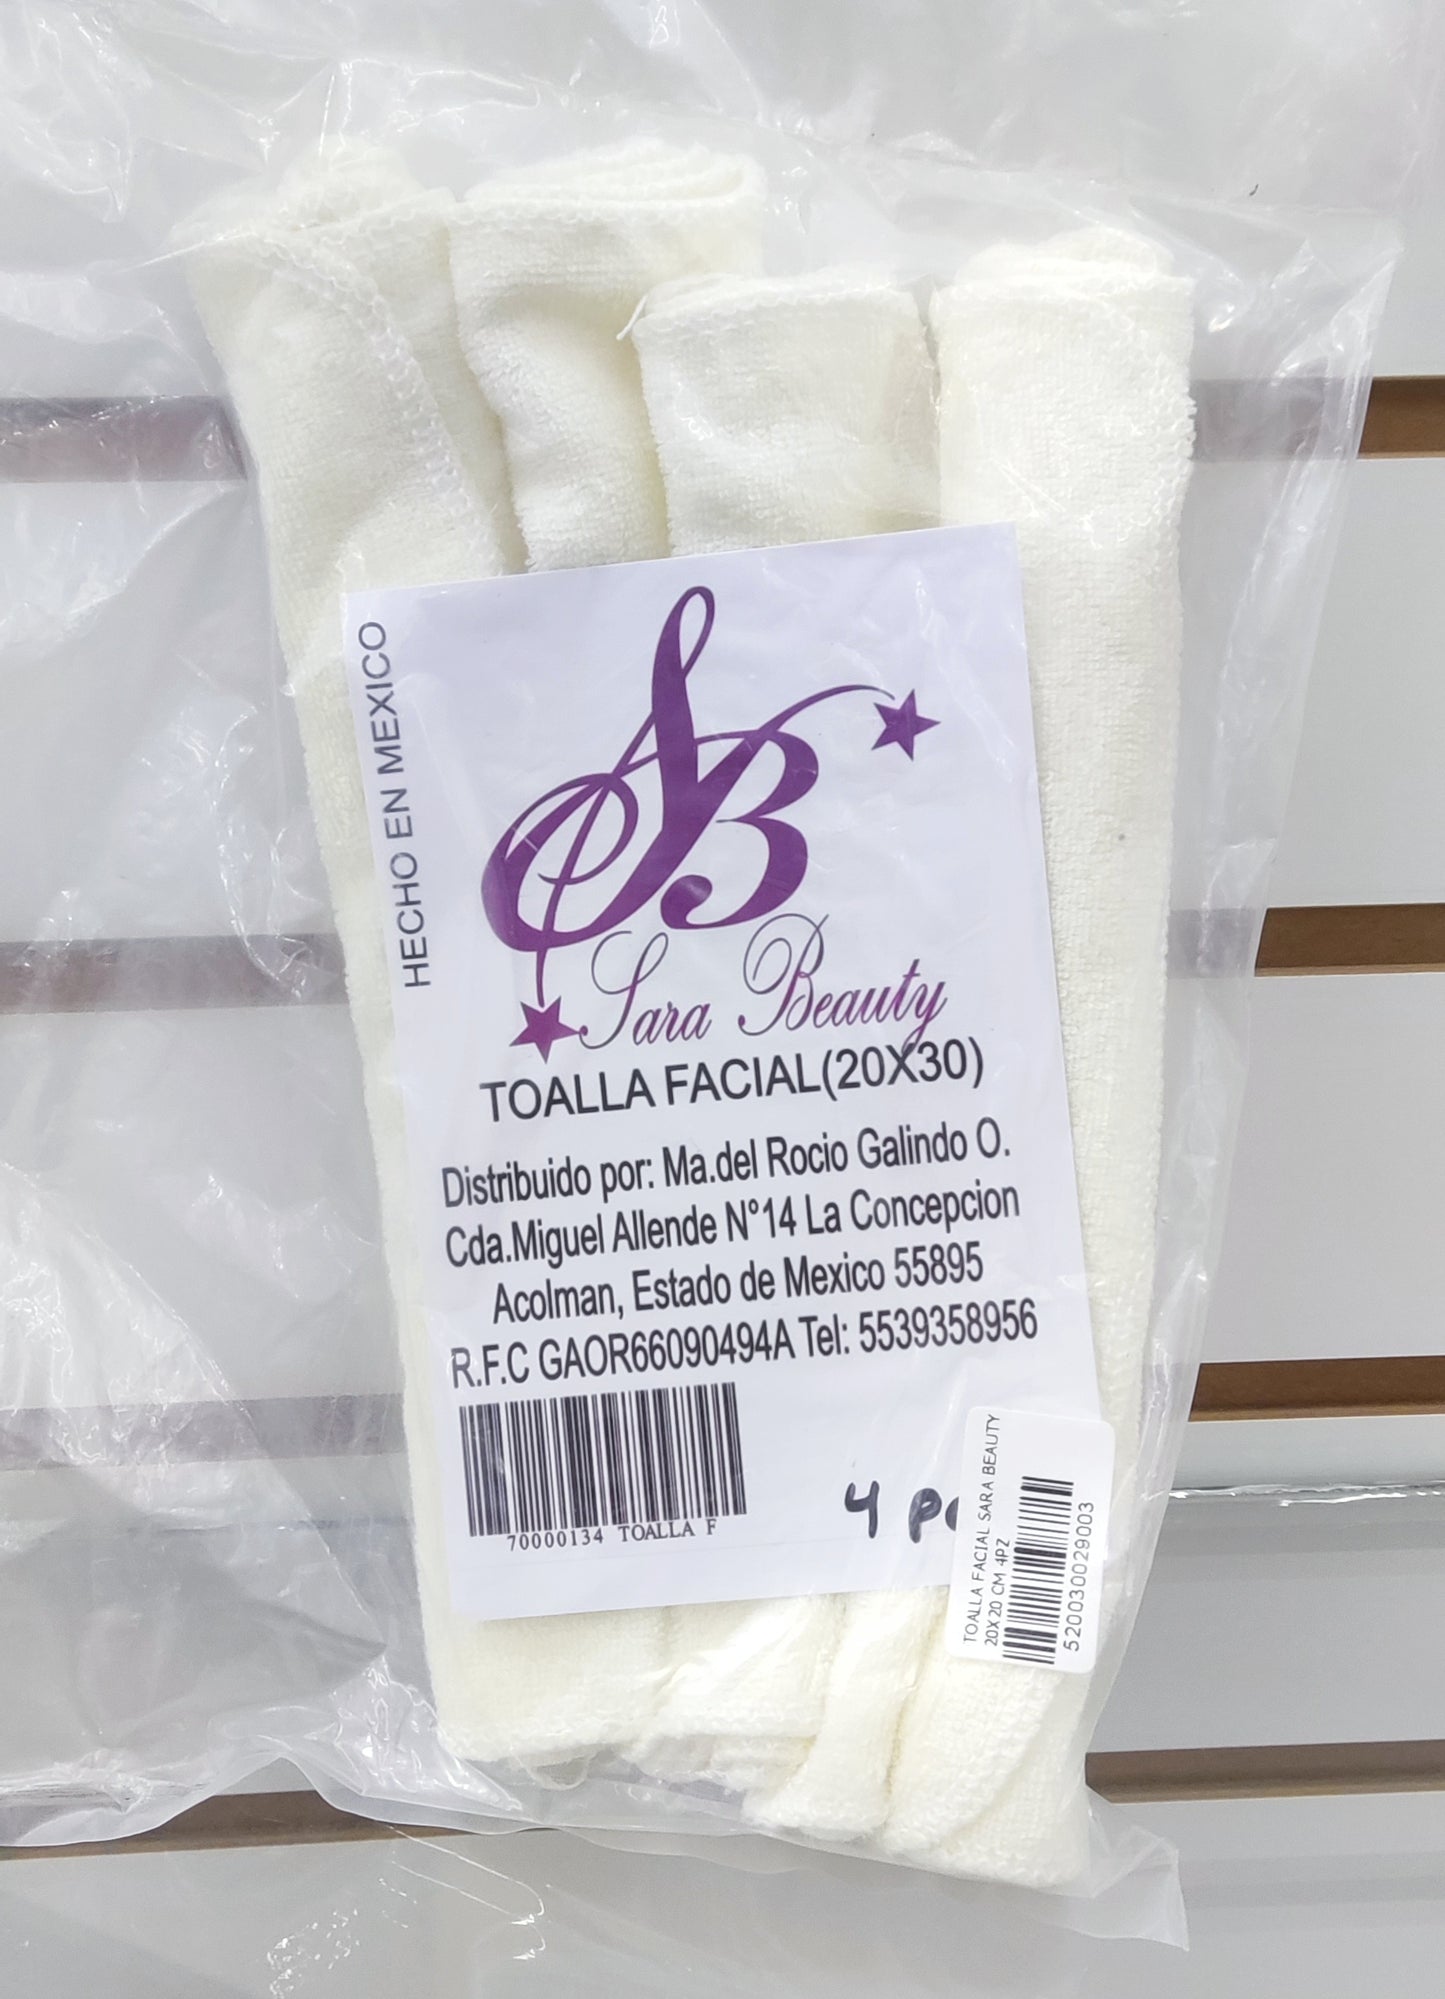 HECHO EN MEXICO
SB
Sara Beauty
TOALLA FACIAL(20X30)
Distribuido por: Ma.del Rocio Galindo O.
Cda.Miguel Allende N°14 La Concepcion
Acolman, Estado de Mexico 55895
R.F.C GAOR66090494A Tel: 5539358956
70000134 TOALLA F
4
TOALLA FACIAL SARA BEAUTY
20X20 CM 4PZ
520030029003